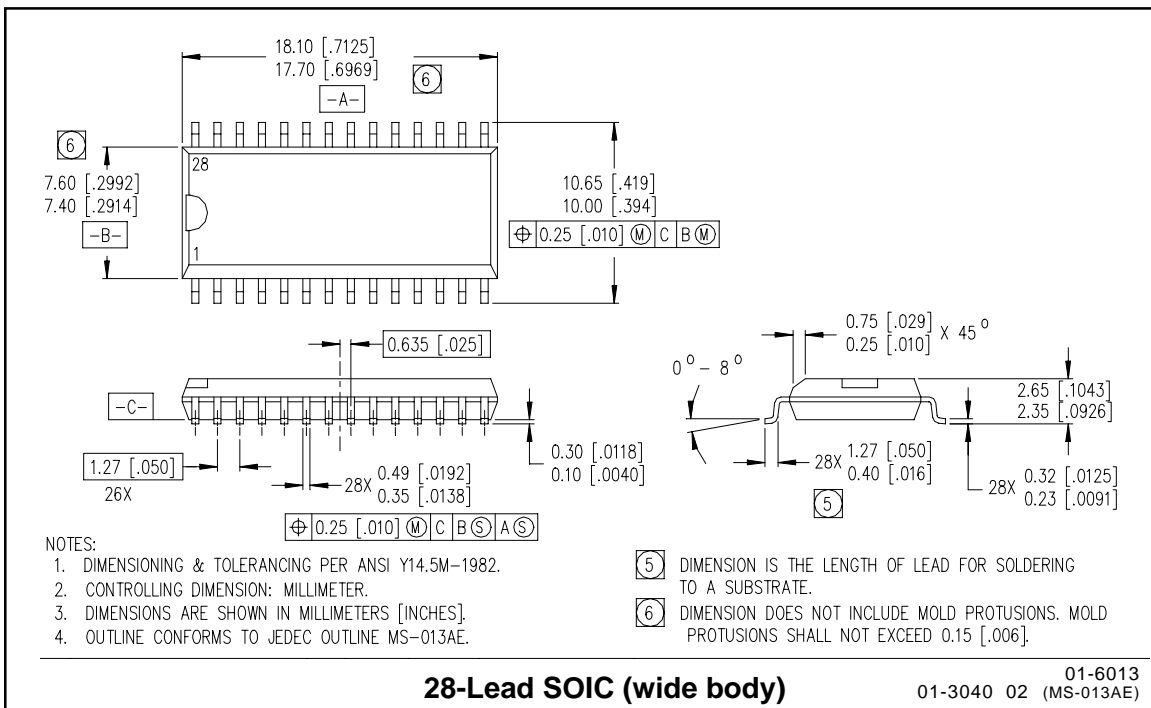 18.10 [.7125]
17.70 [.6969]
6
-A-
6
28
7.60 [.2992]
7.40 [.2914]
-B-
1
10.65 [.419]
10.00 [.394]
⌖ 0.25 [.010] Ⓜ C B Ⓜ
0.635 [.025]
-C-
1.27 [.050]
26X
28X 0.49 [.0192]
0.35 [.0138]
0.30 [.0118]
0.10 [.0040]
⌖ 0.25 [.010] Ⓜ C B Ⓢ A Ⓢ
0.75 [.029]
0.25 [.010] X 45°
0° – 8°
2.65 [.1043]
2.35 [.0926]
28X 1.27 [.050]
0.40 [.016]
5
28X 0.32 [.0125]
0.23 [.0091]
NOTES:
1. DIMENSIONING & TOLERANCING PER ANSI Y14.5M-1982.
2. CONTROLLING DIMENSION: MILLIMETER.
3. DIMENSIONS ARE SHOWN IN MILLIMETERS [INCHES].
4. OUTLINE CONFORMS TO JEDEC OUTLINE MS-013AE.
5 DIMENSION IS THE LENGTH OF LEAD FOR SOLDERING
TO A SUBSTRATE.
6 DIMENSION DOES NOT INCLUDE MOLD PROTUSIONS. MOLD
PROTUSIONS SHALL NOT EXCEED 0.15 [.006].
28-Lead SOIC (wide body)
01-6013
01-3040 02 (MS-013AE)